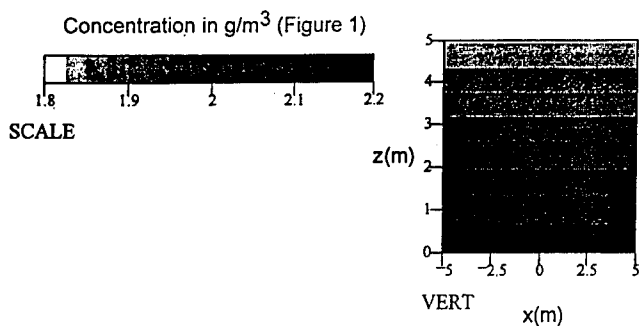 Concentration in g/m³ (Figure 1)
1.8 1.9 2 2.1 2.2
SCALE
5
4
3
z(m)
2
1
0
−5 −2.5 0 2.5 5
VERT x(m)